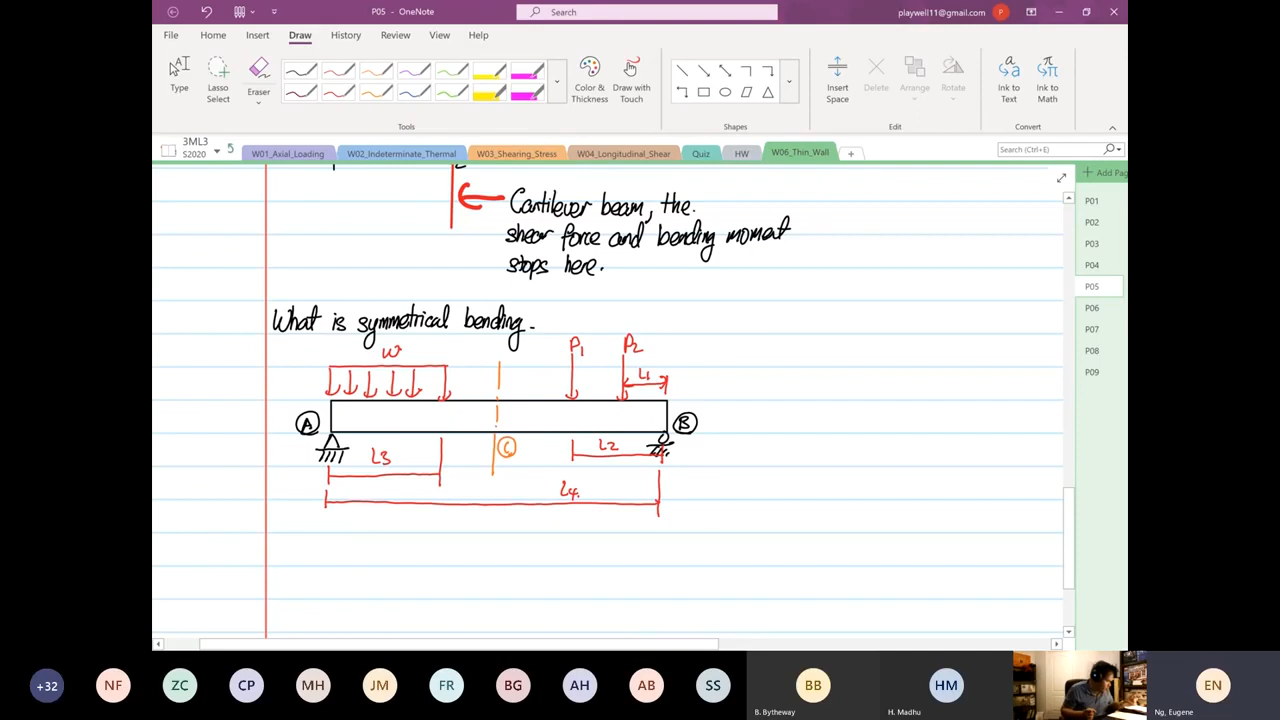 P05 - OneNote
Search
playwell11@gmail.com
P
File
Home
Insert
Draw
History
Review
View
Help
Type
Lasso Select
Eraser
Color & Thickness
Draw with Touch
Insert Space
Delete
Arrange
Rotate
Ink to Text
Ink to Math
Tools
Shapes
Edit
Convert
3ML3 S2020
W01_Axial_Loading
W02_Indeterminate_Thermal
W03_Shearing_Stress
W04_Longitudinal_Shear
Quiz
HW
W06_Thin_Wall
Search (Ctrl+E)
Add Pag
P01
P02
P03
P04
P05
P06
P07
P08
P09
Cantilever beam, the.
shear force and bending moment
stops here.
What is symmetrical bending.
W
P1
P2
L1
A
B
L3
L2
L4.
+32
NF
ZC
CP
MH
JM
FR
BG
AH
AB
SS
BB
B. Bytheway
HM
H. Madhu
EN
Ng, Eugene